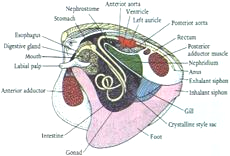 Anterior aorta
Nephrostome
Ventricle
Stomach
Left auricle
Posterior aorta
Esophagus
Rectum
Digestive gland
Posterior
adductor muscle
Mouth
Nephridium
Labial palp
Anus
Exhalant siphon
Anterior adductor
Inhalant siphon
Gill
Crystalline style sac
Intestine
Foot
Gonad